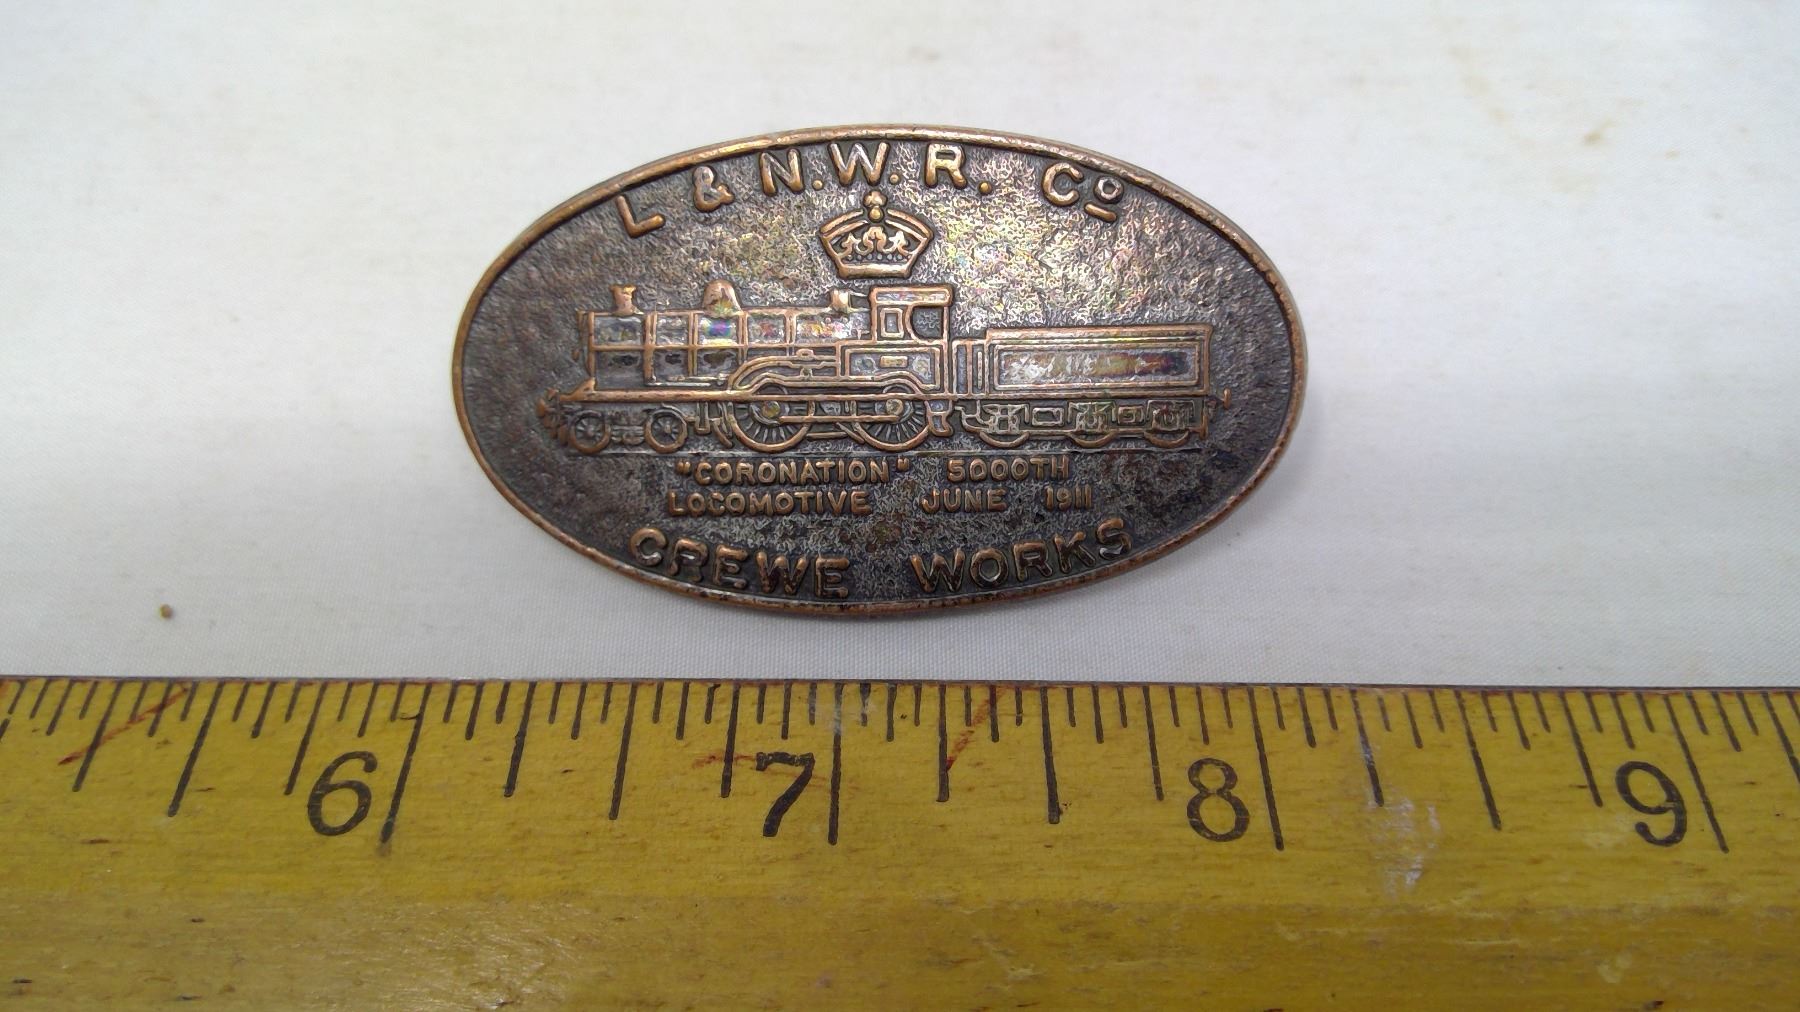 L & N.W.R. Co
"CORONATION" 5000TH
LOCOMOTIVE JUNE 1911
CREWE WORKS
6 7 8 9